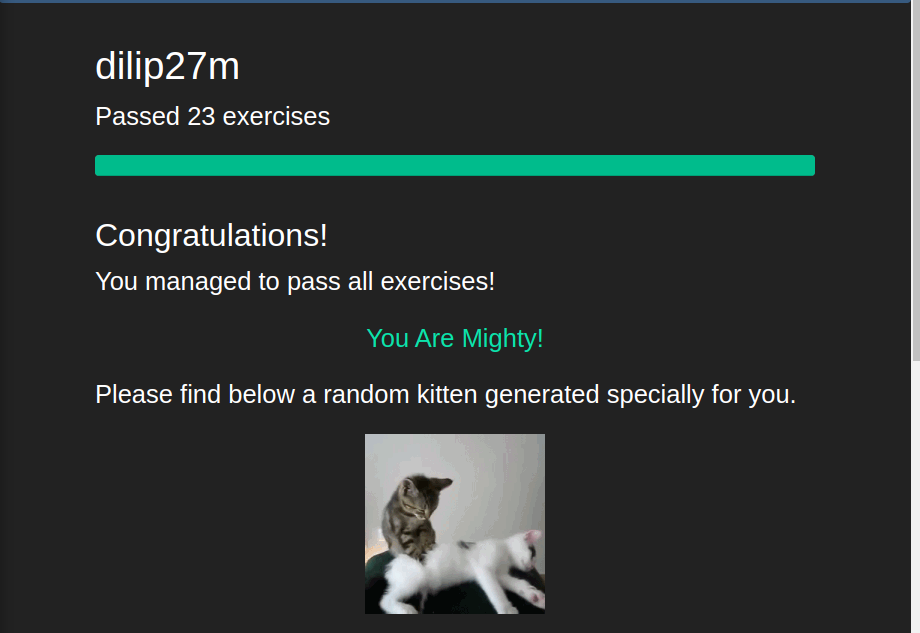 dilip27m
Passed 23 exercises
Congratulations!
You managed to pass all exercises!
You Are Mighty!
Please find below a random kitten generated specially for you.